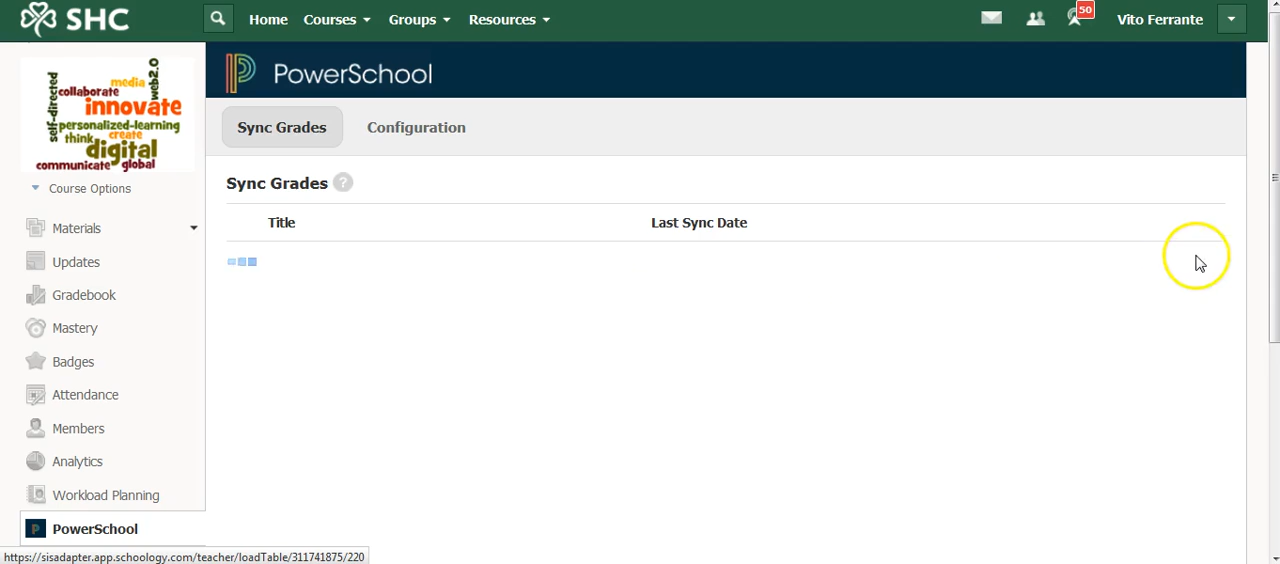 SHC
Home Courses Groups Resources
50
Vito Ferrante
self-directed
collaborate
media
web2.0
innovate
personalized-learning
think create
digital
communicate global
PowerSchool
Sync Grades Configuration
Sync Grades ?
Title Last Sync Date
Course Options
Materials
Updates
Gradebook
Mastery
Badges
Attendance
Members
Analytics
Workload Planning
P PowerSchool
https://sisadapter.app.schoology.com/teacher/loadTable/311741875/220